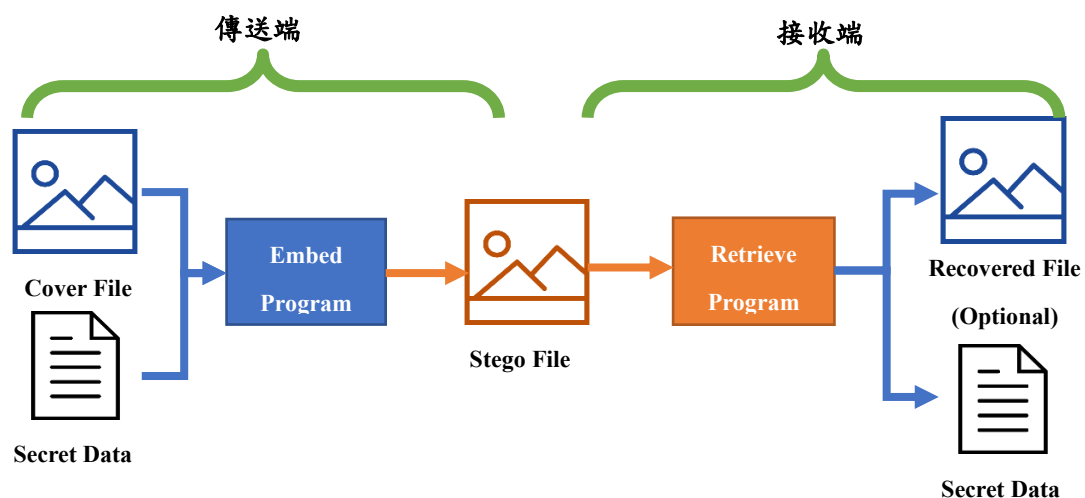 傳送端
接收端
Cover File
Secret Data
Embed
Program
Stego File
Retrieve
Program
Recovered File
(Optional)
Secret Data